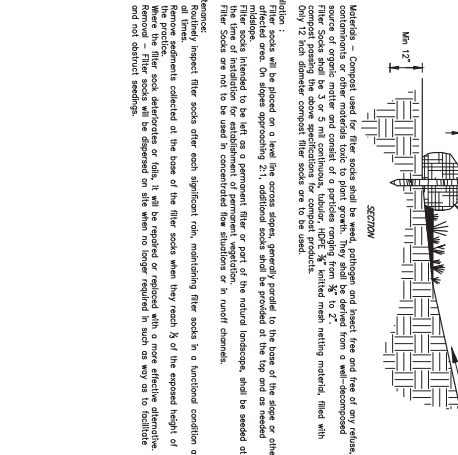 Min 12"
SECTION
Materials – Compost used for filter socks shall be weed, pathogen and insect free and free of any refuse,
contaminants or other materials toxic to plant growth. They shall be derived from a well–decomposed
source of organic matter and consist of a particles ranging from ⅜" to 2".
Filter Socks shall be 3 or 5 mil continuous, tubular, HDPE ⅜" knitted mesh netting material, filled with
compost passing the above specifications for compost products.
Only 12 inch diameter compost filter socks are to be used.
llation :
Filter socks will be placed on a level line across slopes, generally parallel to the base of the slope or othe
affected area. On slopes approaching 2:1, additional socks shall be provided at the top and as needed
midslope.
Filter socks intended to be left as a permanent filter or part of the natural landscape, shall be seeded at
the time of installation for establishment of permanent vegetation.
Filter Socks are not to be used in concentrated flow situations or in runoff channels.
tenance:
Routinely inspect filter socks after each significant rain, maintaining filter socks in a functional condition a
all times.
Remove sediments collected at the base of the filter socks when they reach ⅓ of the exposed height of
the practice.
Where the filter sock deteriorates or fails, it will be repaired or replaced with a more effective alternative.
Removal – Filter socks will be dispersed on site when no longer required in such as way as to facilitate
and not obstruct seedings.